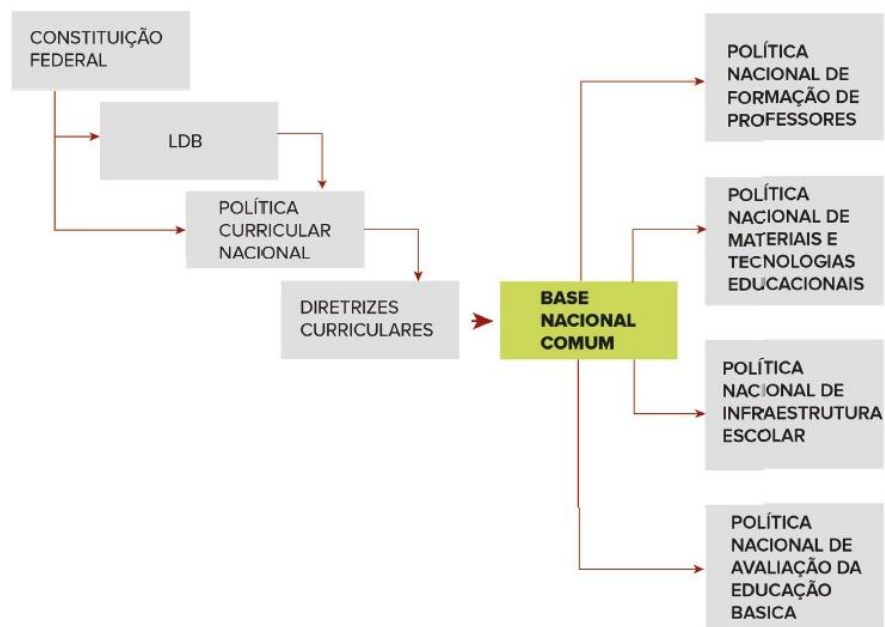 CONSTITUIÇÃO
FEDERAL
LDB
POLÍTICA
CURRICULAR
NACIONAL
DIRETRIZES
CURRICULARES
BASE
NACIONAL
COMUM
POLÍTICA
NACIONAL DE
FORMAÇÃO DE
PROFESSORES
POLÍTICA
NACIONAL DE
MATERIAIS E
TECNOLOGIAS
EDUCACIONAIS
POLÍTICA
NACIONAL DE
INFRAESTRUTURA
ESCOLAR
POLÍTICA
NACIONAL DE
AVALIAÇÃO DA
EDUCAÇÃO
BASICA